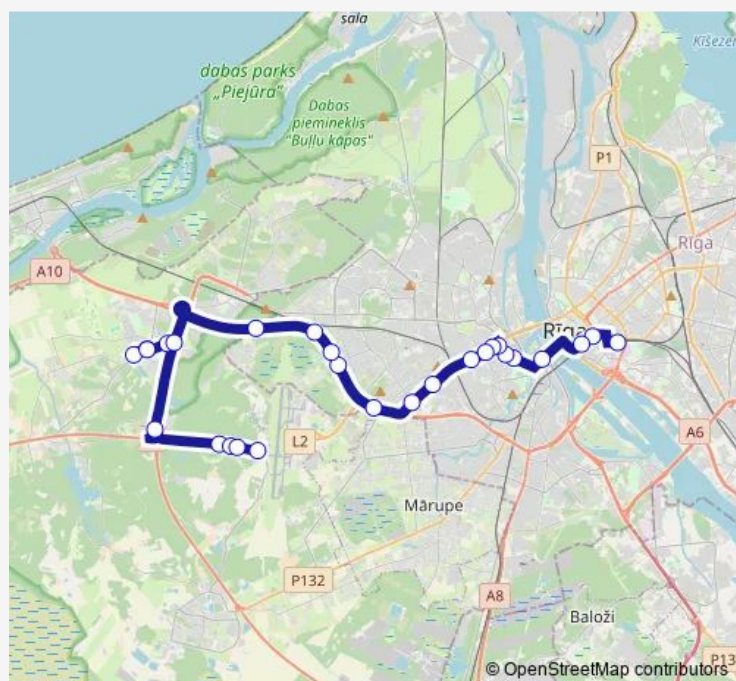 sala
Ķīšezer
dabas parks
"Piejūra"
Dabas
piemineklis
"Buļļu kāpas"
P1
Rīga
A10
Rīga
A6
L2
Mārupe
P132
A8
Baloži
P13
© OpenStreetMap contributors